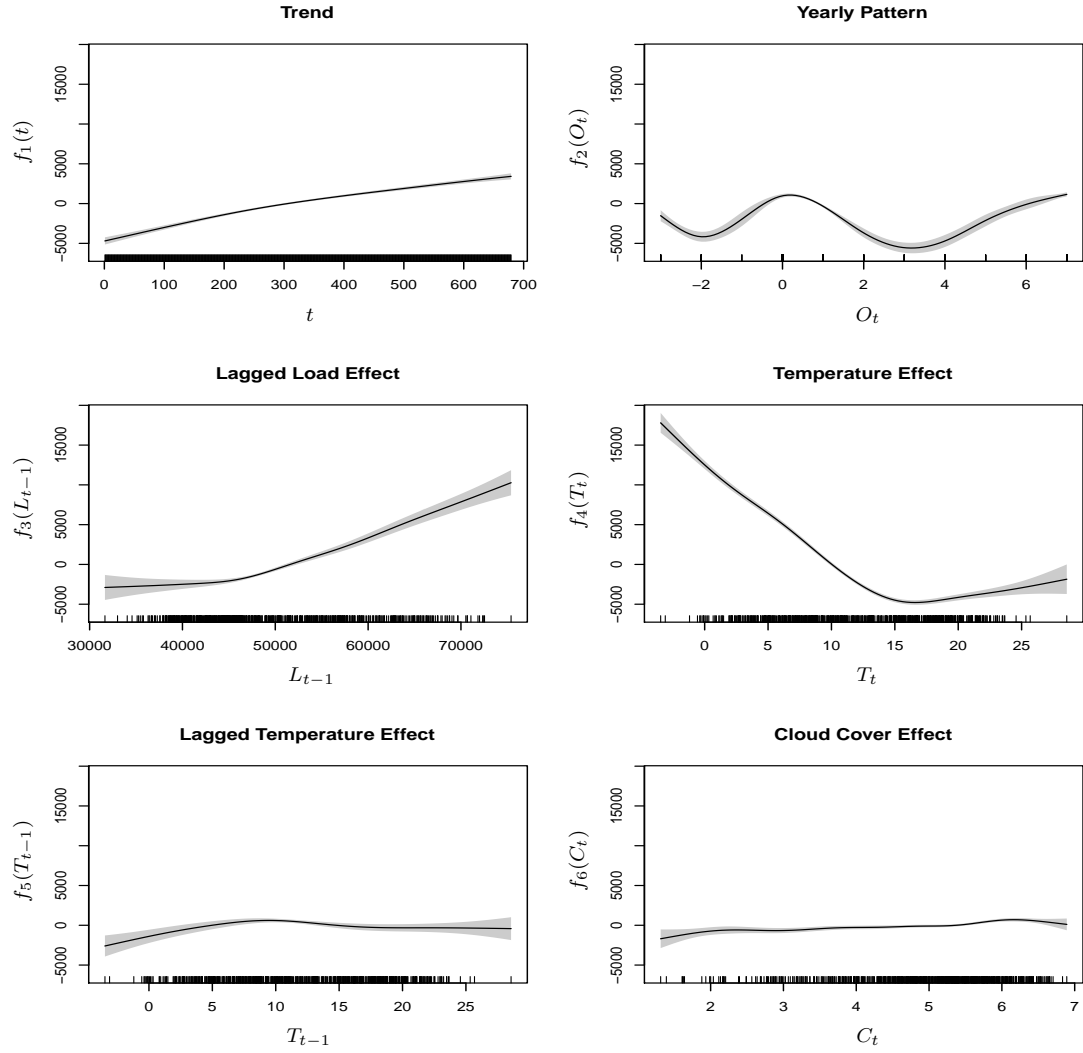 Trend
f1(t)
15000
5000
0
−5000
0 100 200 300 400 500 600 700
t
Yearly Pattern
f2(Ot)
15000
5000
0
−5000
−2 0 2 4 6
Ot
Lagged Load Effect
f3(Lt−1)
15000
5000
0
−5000
30000 40000 50000 60000 70000
Lt−1
Temperature Effect
f4(Tt)
15000
5000
0
−5000
0 5 10 15 20 25
Tt
Lagged Temperature Effect
f5(Tt−1)
15000
5000
0
−5000
0 5 10 15 20 25
Tt−1
Cloud Cover Effect
f6(Ct)
15000
5000
0
−5000
2 3 4 5 6 7
Ct